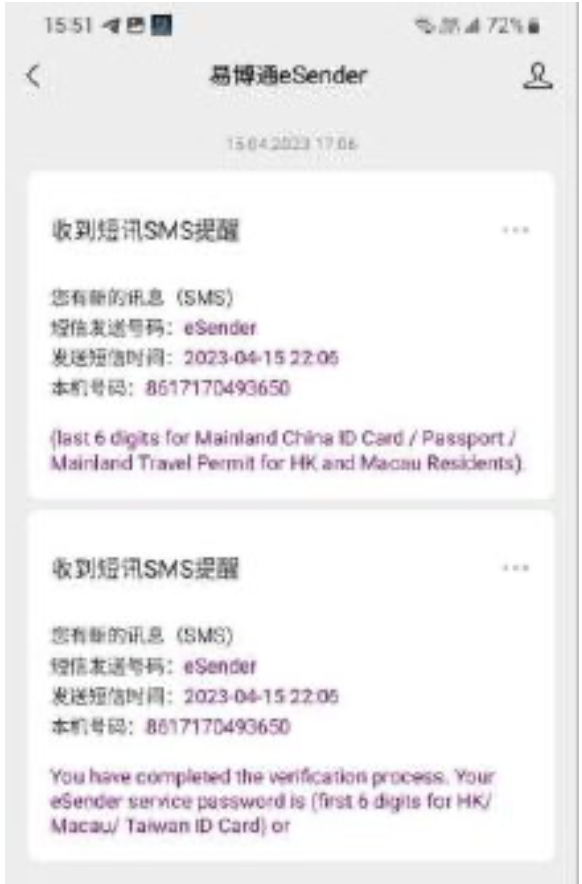 15:51 72%
易博通eSender
15.04.2023 17:06
收到短讯SMS提醒
您有新的讯息（SMS)
短信发送号码：eSender
发送短信时间：2023-04-15 22:06
本机号码：8617170493650
(last 6 digits for Mainland China ID Card / Passport /
Mainland Travel Permit for HK and Macau Residents).
收到短讯SMS提醒
您有新的讯息（SMS)
短信发送号码：eSender
发送短信时间：2023-04-15 22:06
本机号码：8617170493650
You have completed the verification process. Your
eSender service password is (first 6 digits for HK/
Macau/ Taiwan ID Card) or